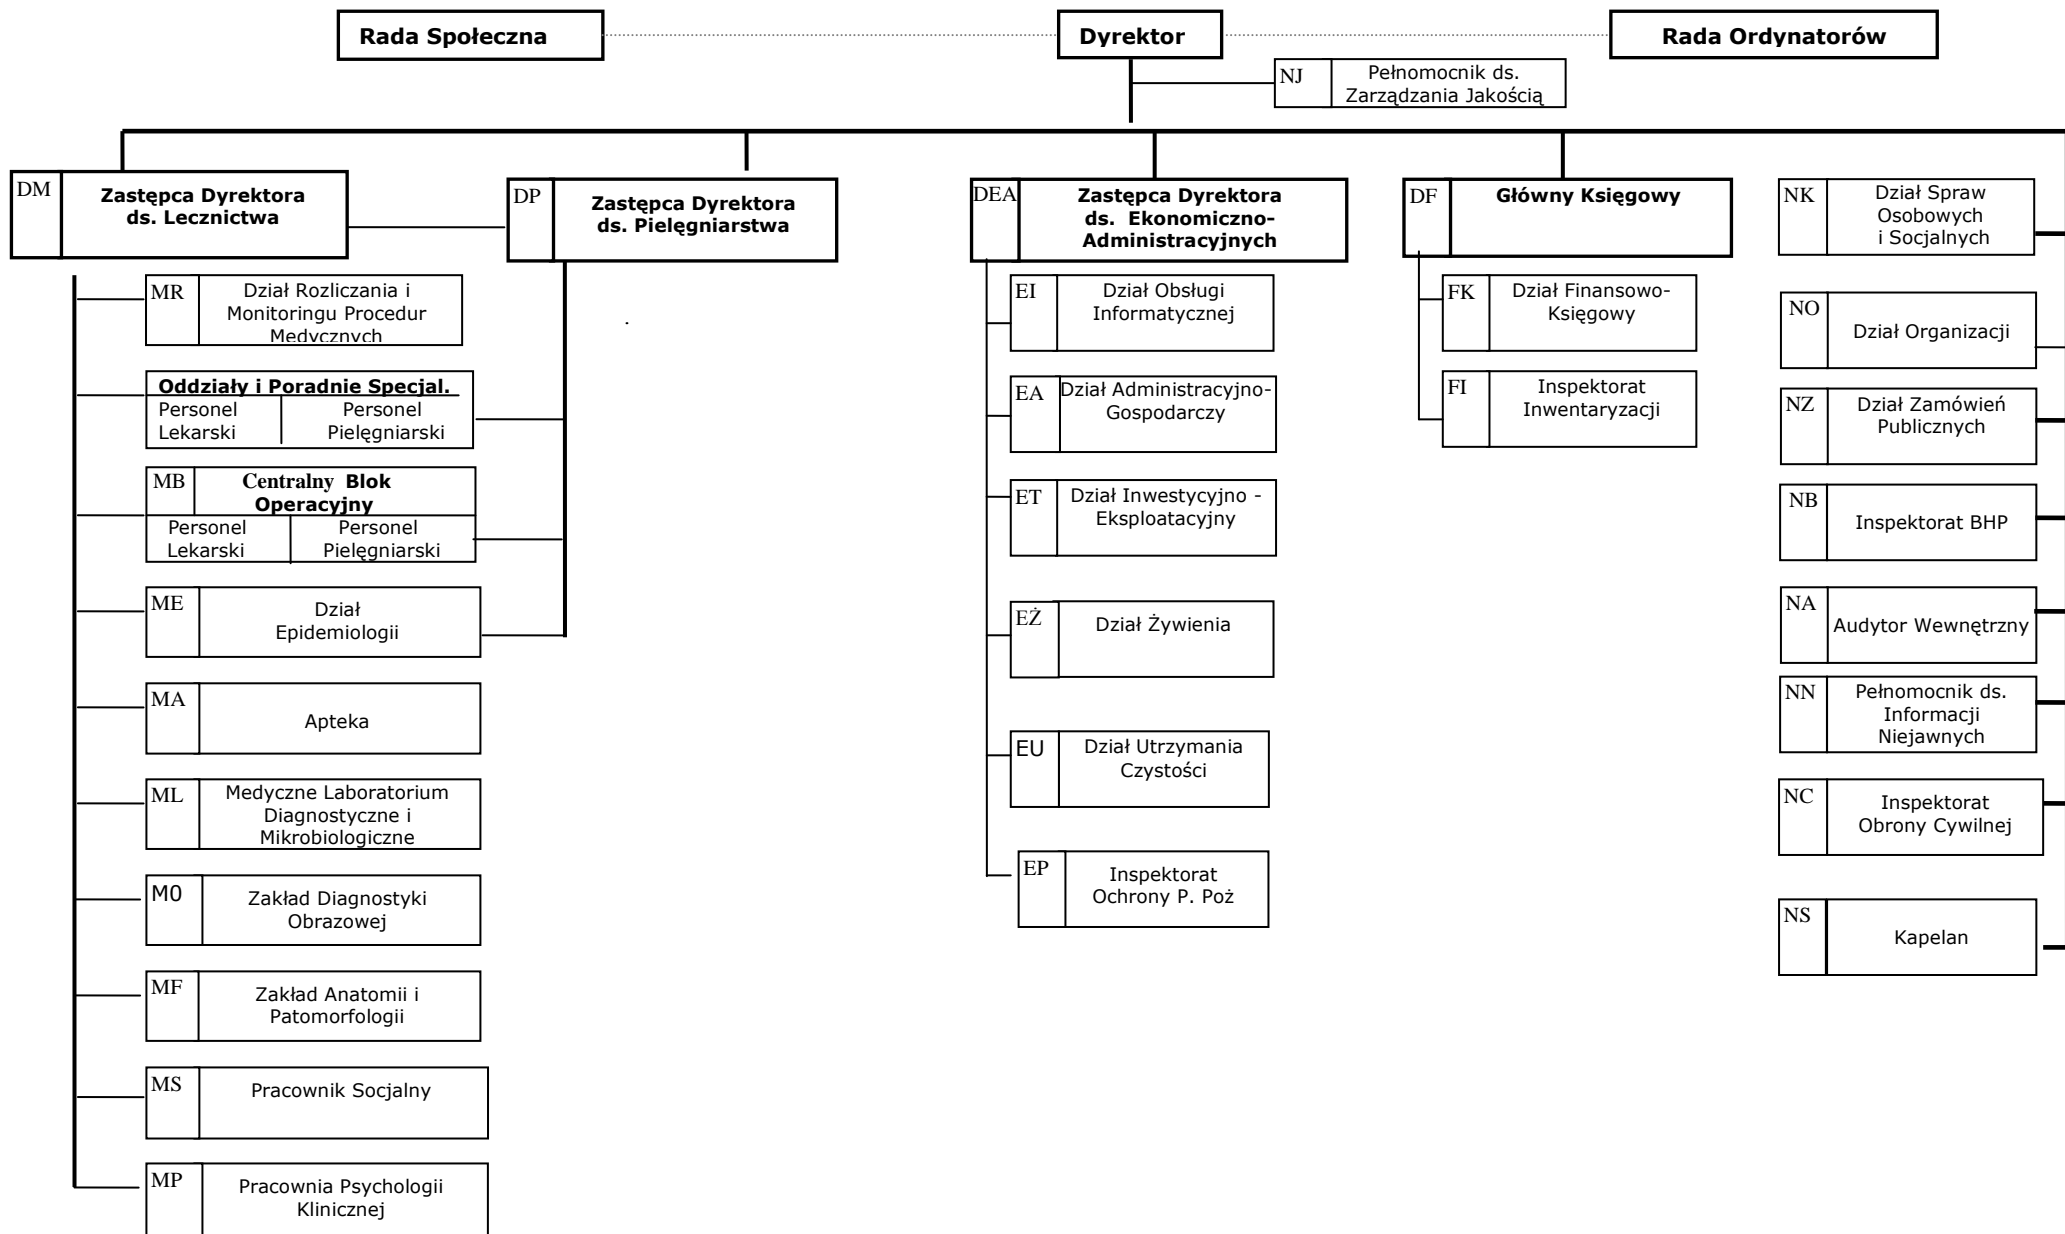 Rada Społeczna
Dyrektor
Rada Ordynatorów
NJ
Pełnomocnik ds.
Zarządzania Jakością
DM
Zastępca Dyrektora
ds. Lecznictwa
DP
Zastępca Dyrektora
ds. Pielęgniarstwa
DEA
Zastępca Dyrektora
ds. Ekonomiczno-
Administracyjnych
DF
Główny Księgowy
NK
Dział Spraw
Osobowych
i Socjalnych
MR
Dział Rozliczania i
Monitoringu Procedur
Medycznych
Oddziały i Poradnie Specjal.
Personel
Lekarski
Personel
Pielęgniarski
MB
Centralny Blok
Operacyjny
Personel
Lekarski
Personel
Pielęgniarski
ME
Dział
Epidemiologii
MA
Apteka
ML
Medyczne Laboratorium
Diagnostyczne i
Mikrobiologiczne
M0
Zakład Diagnostyki
Obrazowej
MF
Zakład Anatomii i
Patomorfologii
MS
Pracownik Socjalny
MP
Pracownia Psychologii
Klinicznej
.
EI
Dział Obsługi
Informatycznej
EA
Dział Administracyjno-
Gospodarczy
ET
Dział Inwestycyjno -
Eksploatacyjny
EŻ
Dział Żywienia
EU
Dział Utrzymania
Czystości
EP
Inspektorat
Ochrony P. Poż
FK
Dział Finansowo-
Księgowy
FI
Inspektorat
Inwentaryzacji
NO
Dział Organizacji
NZ
Dział Zamówień
Publicznych
NB
Inspektorat BHP
NA
Audytor Wewnętrzny
NN
Pełnomocnik ds.
Informacji
Niejawnych
NC
Inspektorat
Obrony Cywilnej
NS
Kapelan